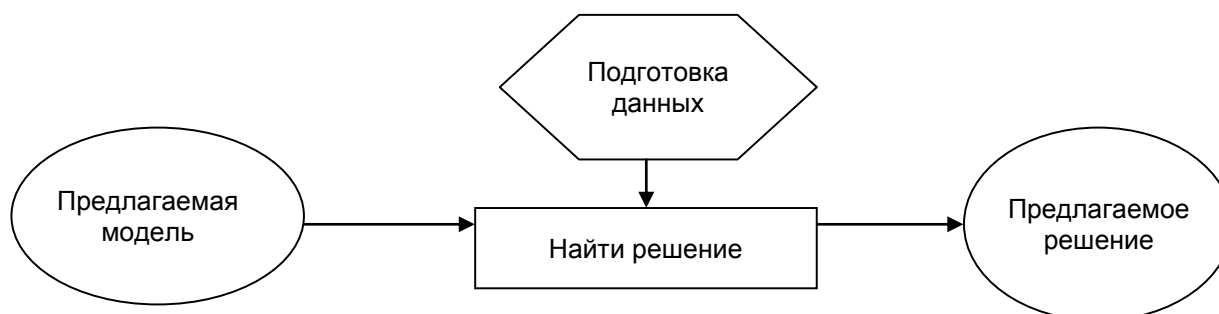 Подготовка
данных
Предлагаемая
модель
Найти решение
Предлагаемое
решение